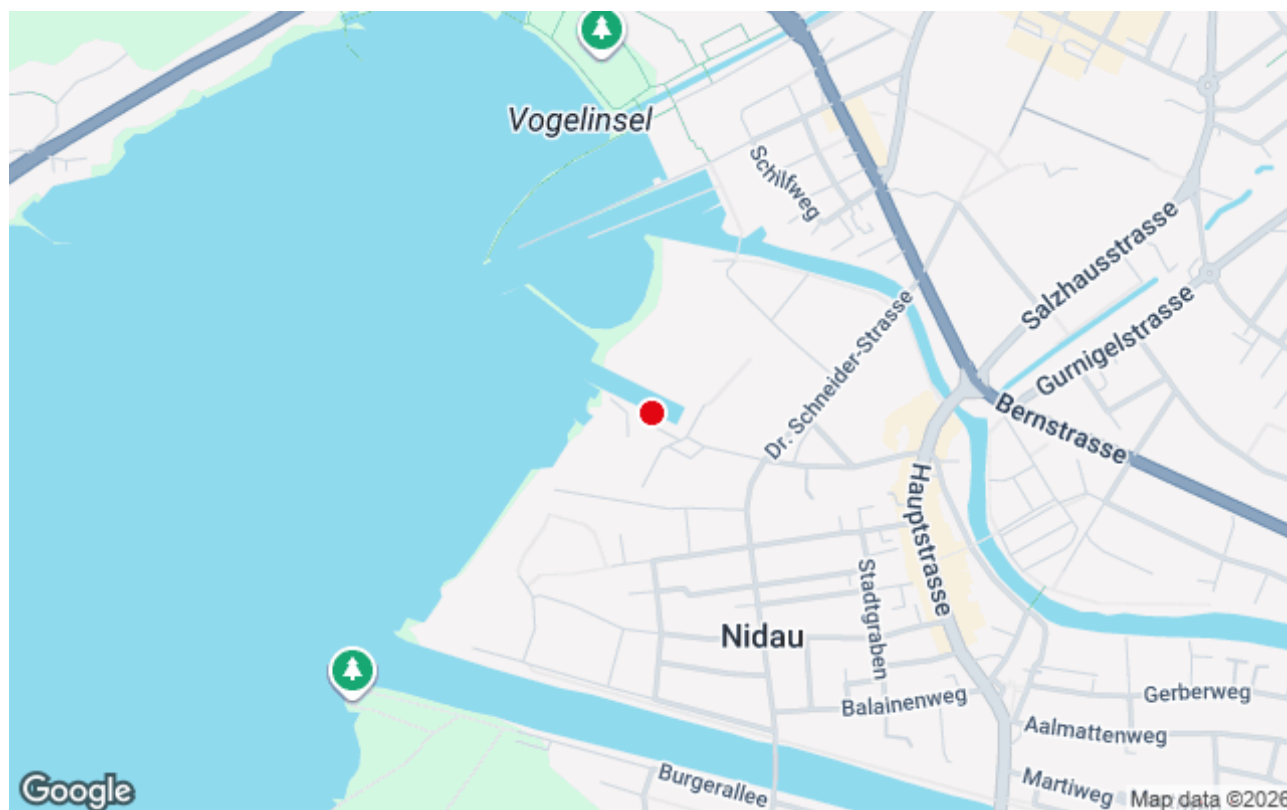 Vogelinsel
Schilfweg
Salzhausstrasse
Gurnigelstrasse
Dr. Schneider-Strasse
Bernstrasse
Hauptstrasse
Stadtgraben
Nidau
Balainenweg
Gerberweg
Aalmattenweg
Burgerallee
Martiweg
Google
Map data ©2026